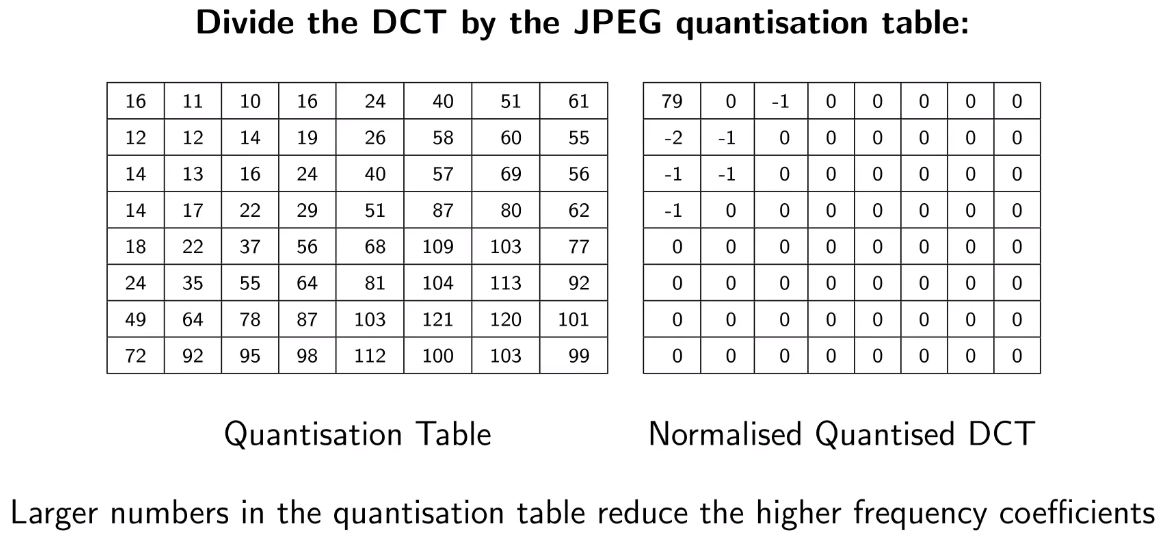 Divide the DCT by the JPEG quantisation table:
16 11 10 16 24 40 51 61 79 0 -1 0 0 0 0 0
12 12 14 19 26 58 60 55 -2 -1 0 0 0 0 0 0
14 13 16 24 40 57 69 56 -1 -1 0 0 0 0 0 0
14 17 22 29 51 87 80 62 -1 0 0 0 0 0 0 0
18 22 37 56 68 109 103 77 0 0 0 0 0 0 0 0
24 35 55 64 81 104 113 92 0 0 0 0 0 0 0 0
49 64 78 87 103 121 120 101 0 0 0 0 0 0 0 0
72 92 95 98 112 100 103 99 0 0 0 0 0 0 0 0
Quantisation Table Normalised Quantised DCT
Larger numbers in the quantisation table reduce the higher frequency coefficients